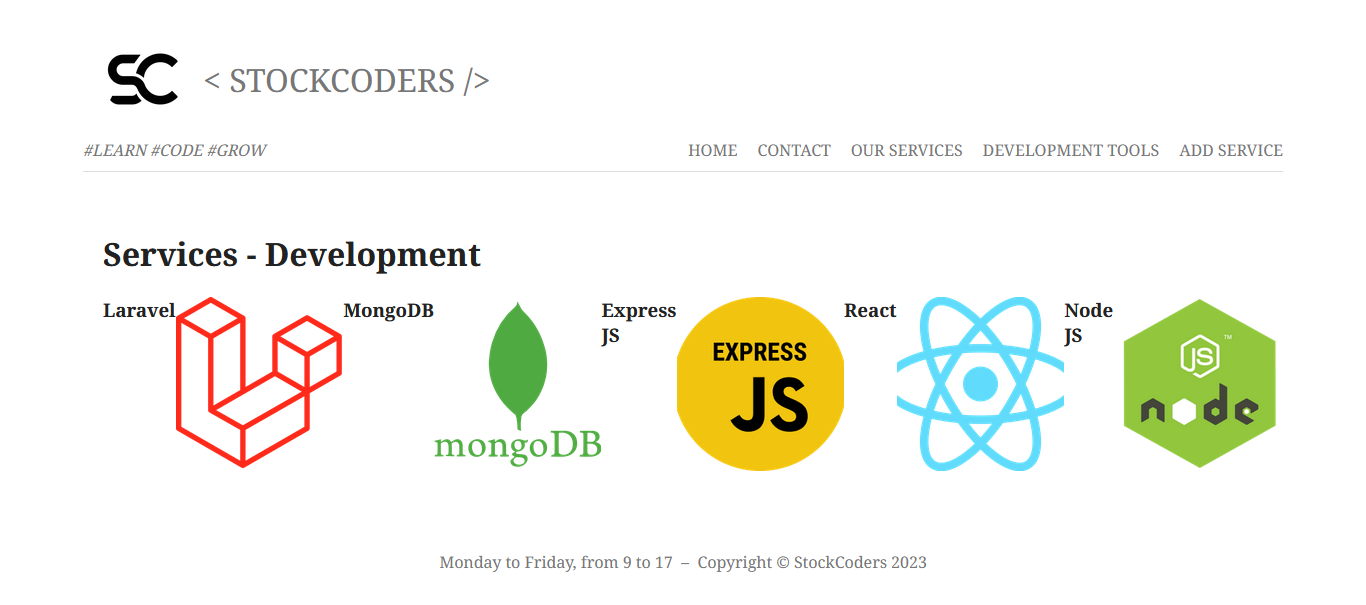 SC
< STOCKCODERS />
#LEARN #CODE #GROW
HOME CONTACT OUR SERVICES DEVELOPMENT TOOLS ADD SERVICE
Services - Development
Laravel
MongoDB
mongoDB
Express
JS
EXPRESS
JS
React
Node
JS
JS™
node
Monday to Friday, from 9 to 17 – Copyright © StockCoders 2023